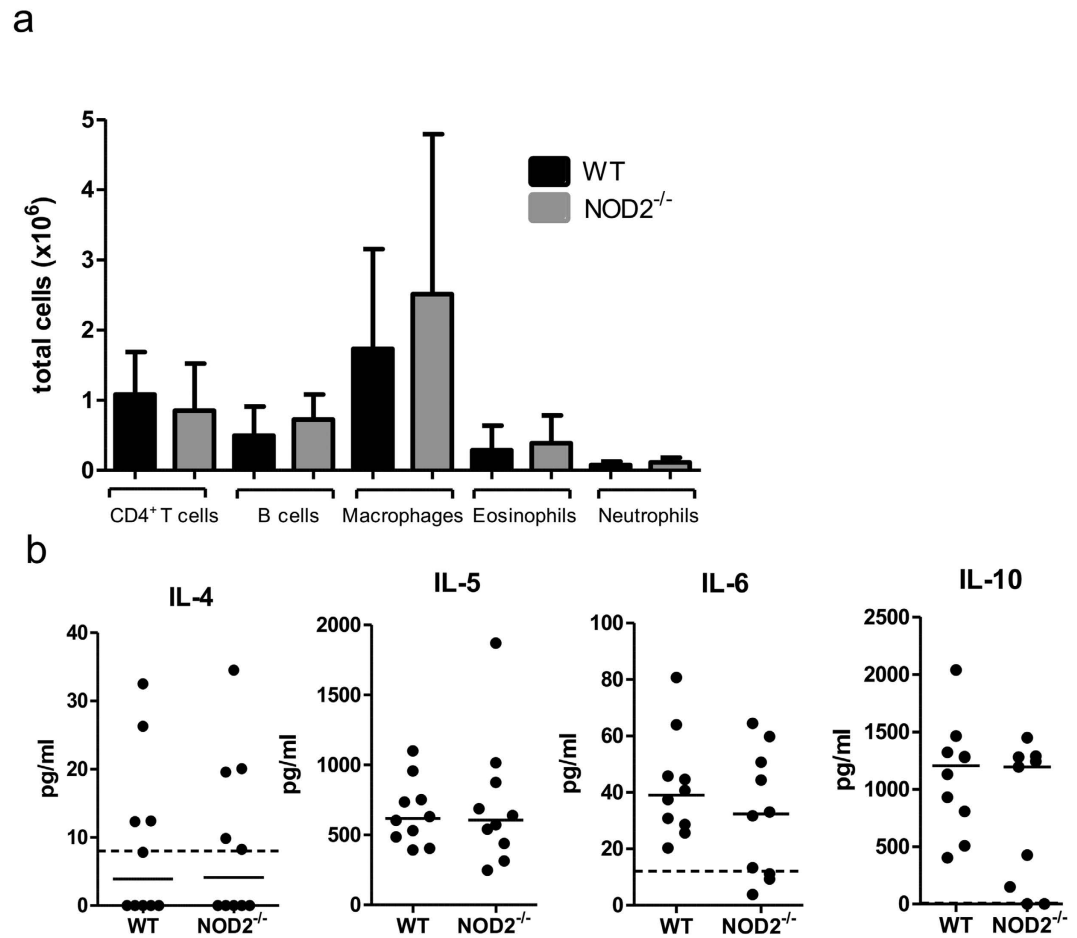 a
5
4
3
2
1
0
total cells (x10⁶)
WT
NOD2⁻/⁻
CD4⁺ T cells B cells Macrophages Eosinophils Neutrophils
b
IL-4
40
30
20
10
0
pg/ml
WT NOD2⁻/⁻
IL-5
2000
1500
1000
500
0
pg/ml
WT NOD2⁻/⁻
IL-6
100
80
60
40
20
0
pg/ml
WT NOD2⁻/⁻
IL-10
2500
2000
1500
1000
500
0
pg/ml
WT NOD2⁻/⁻